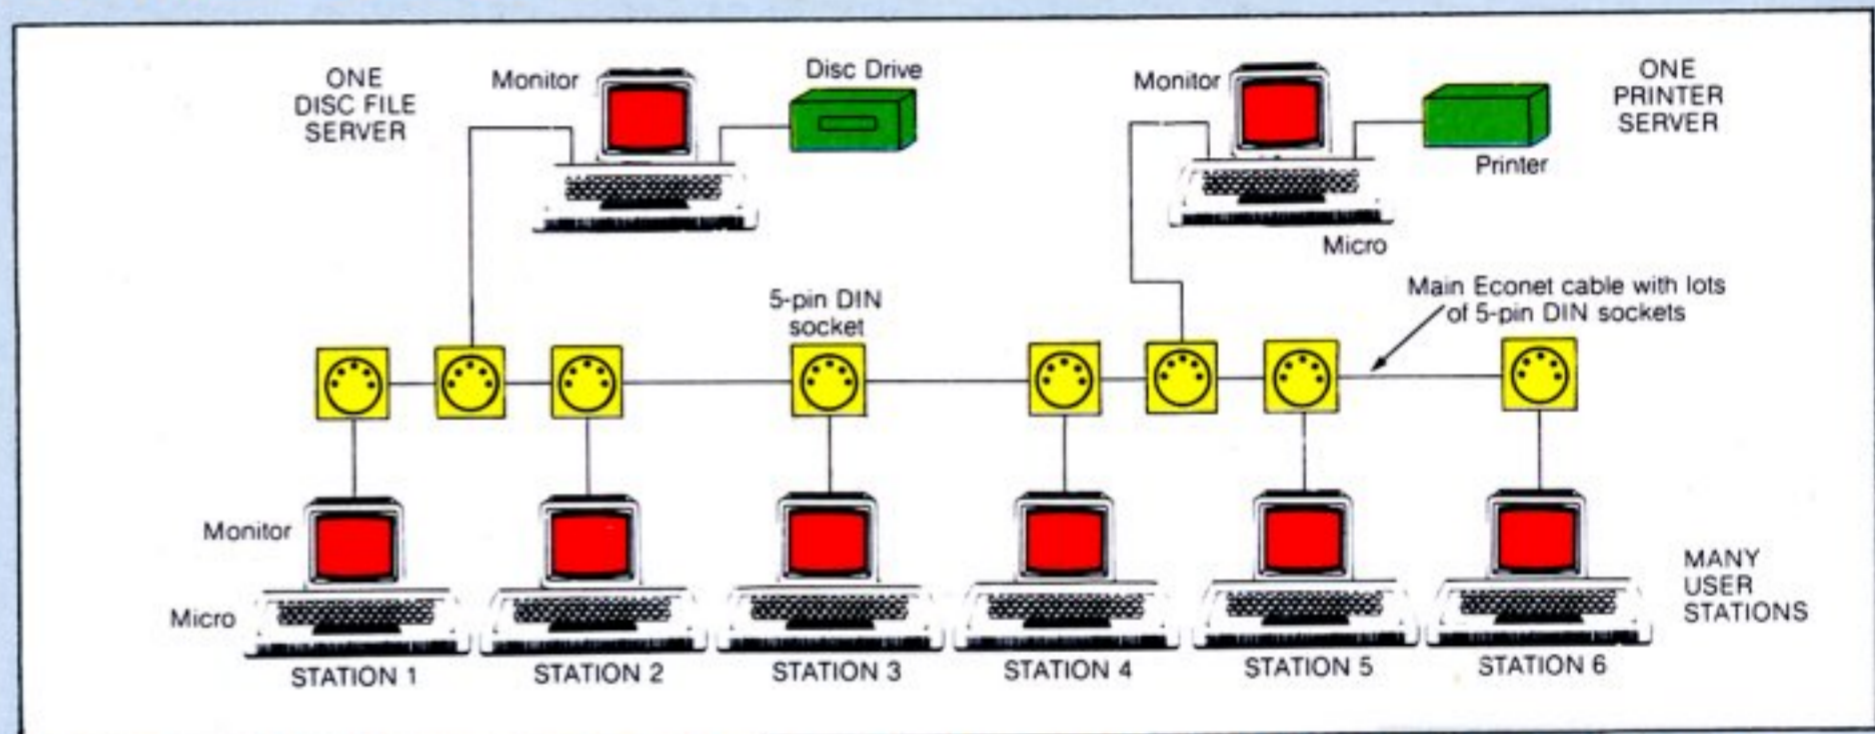 ONE
DISC FILE
SERVER
Monitor
Disc Drive
Monitor
ONE
PRINTER
SERVER
Printer
Micro
5-pin DIN
socket
Main Econet cable with lots
of 5-pin DIN sockets
Monitor
Micro
MANY
USER
STATIONS
STATION 1
STATION 2
STATION 3
STATION 4
STATION 5
STATION 6